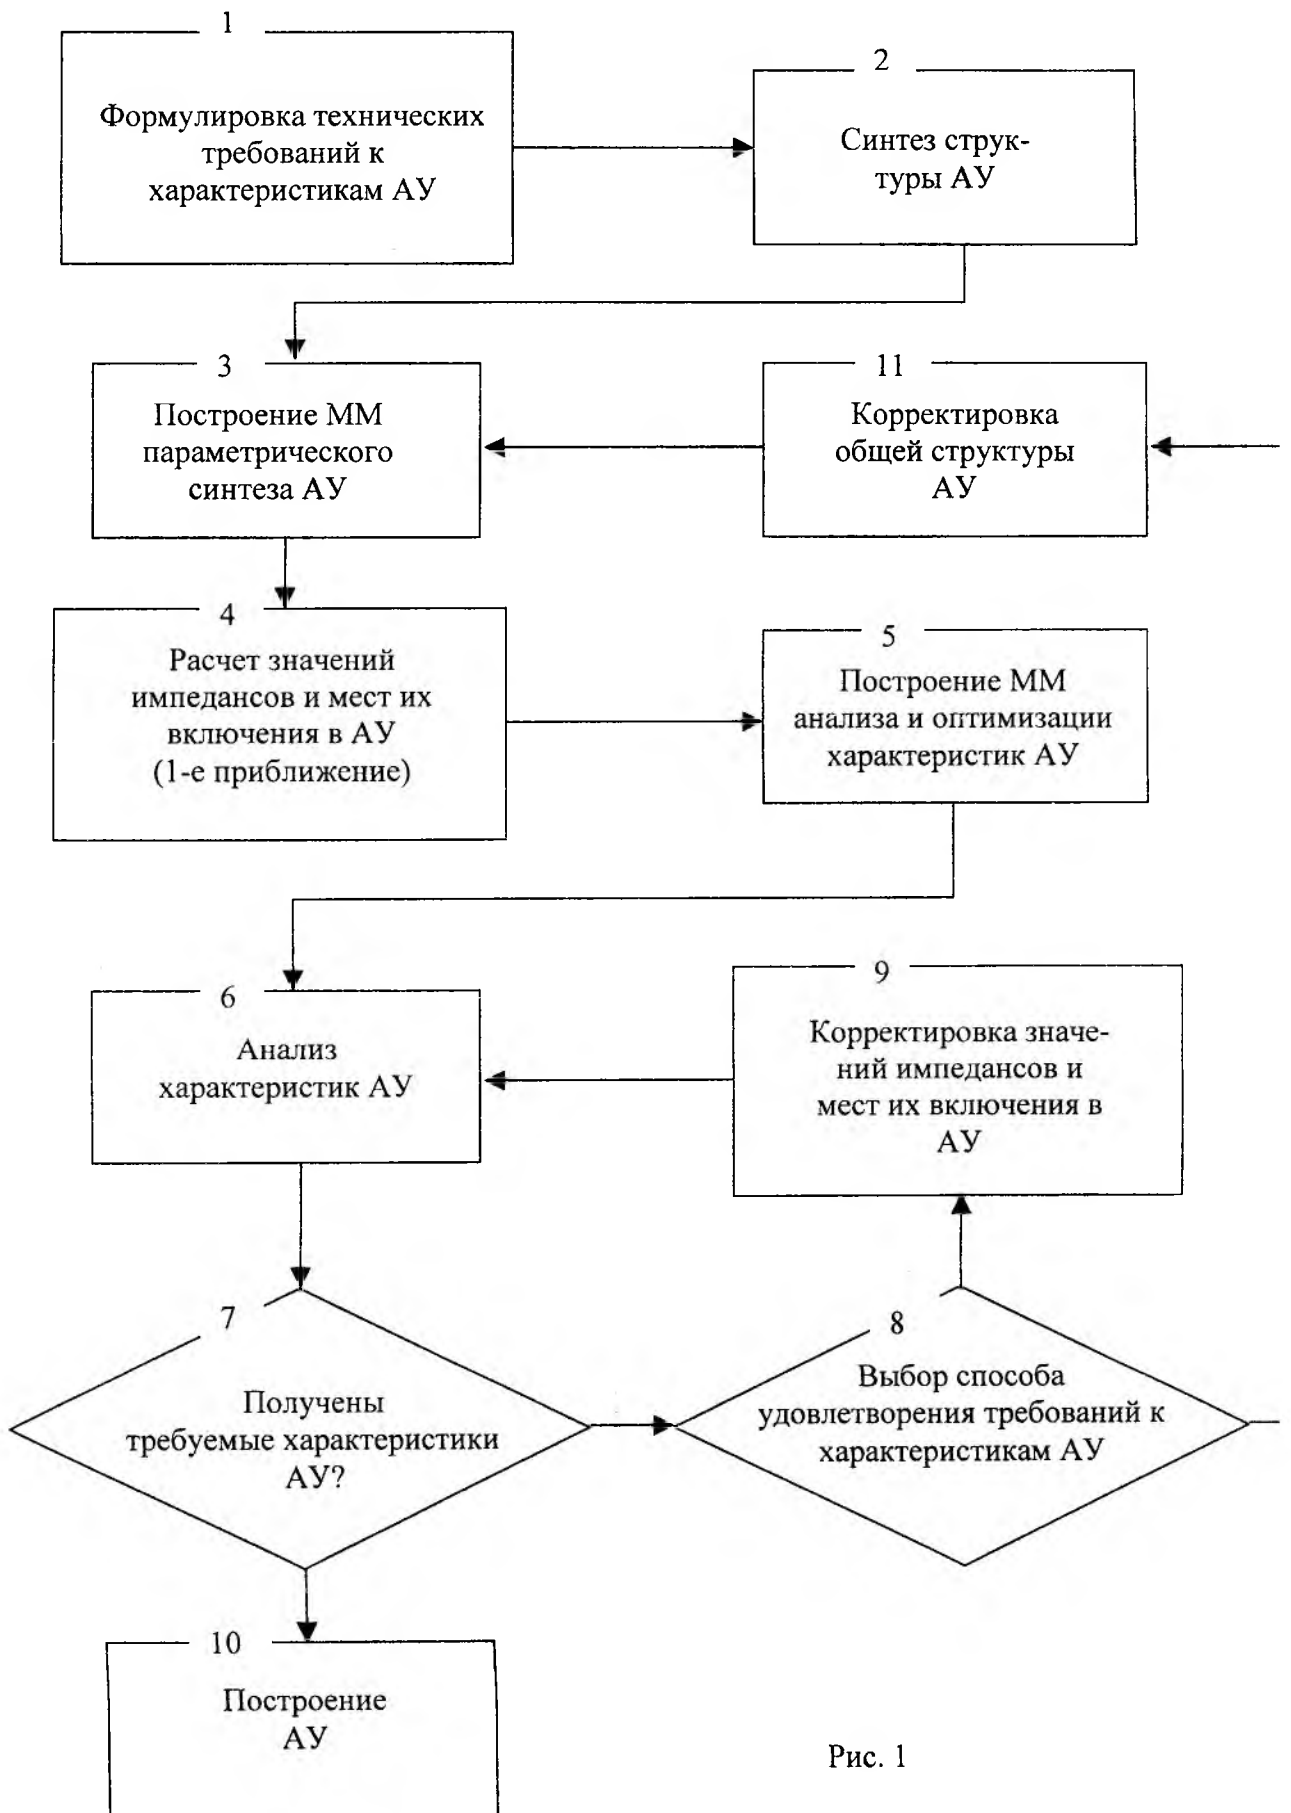 1
Формулировка технических
требований к
характеристикам АУ
2
Синтез струк-
туры АУ
3
Построение ММ
параметрического
синтеза АУ
11
Корректировка
общей структуры
АУ
4
Расчет значений
импедансов и мест их
включения в АУ
(1-е приближение)
5
Построение ММ
анализа и оптимизации
характеристик АУ
6
Анализ
характеристик АУ
9
Корректировка значе-
ний импедансов и
мест их включения в
АУ
7
Получены
требуемые характеристики
АУ?
8
Выбор способа
удовлетворения требований к
характеристикам АУ
10
Построение
АУ
Рис. 1